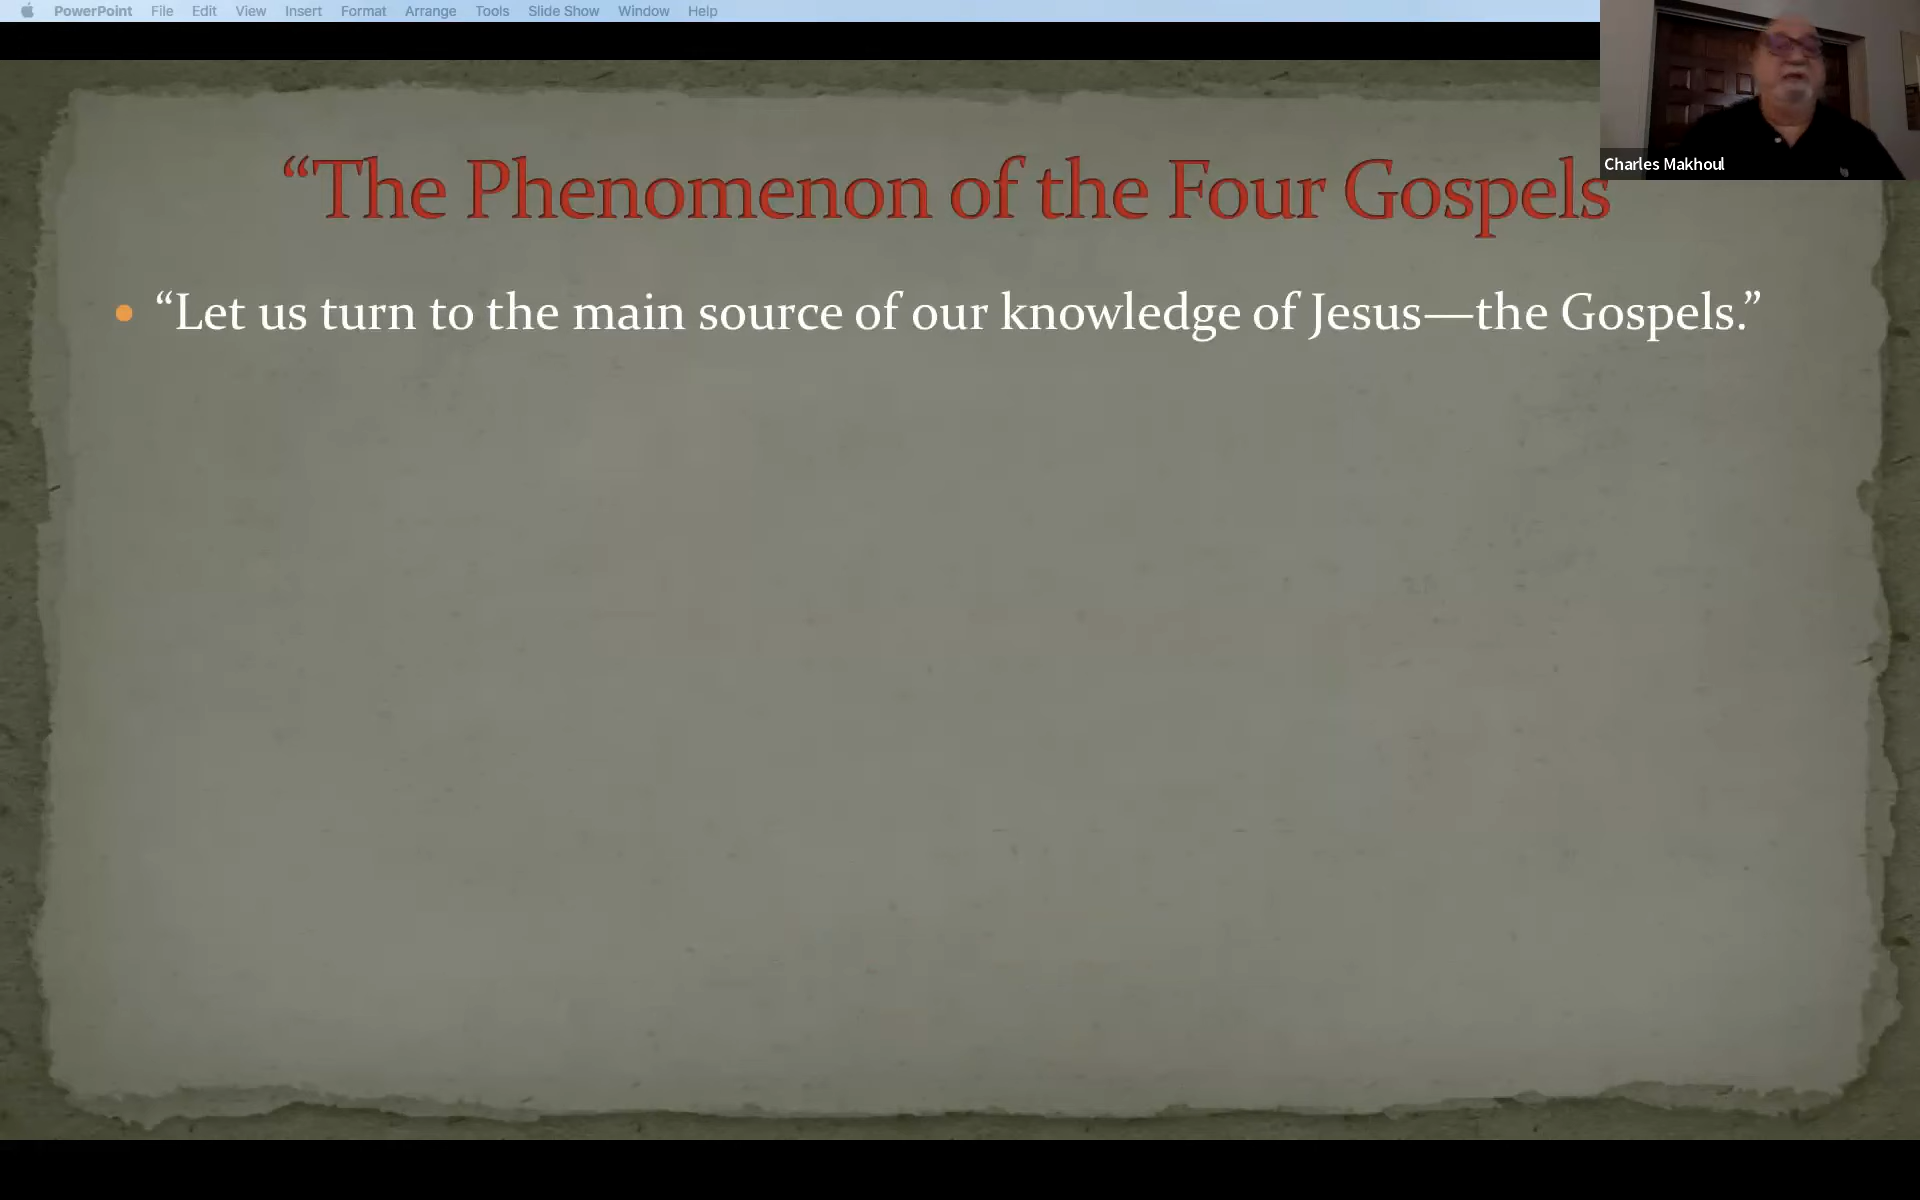 PowerPoint File Edit View Insert Format Arrange Tools Slide Show Window Help
Charles Makhoul
“The Phenomenon of the Four Gospels
“Let us turn to the main source of our knowledge of Jesus—the Gospels.”